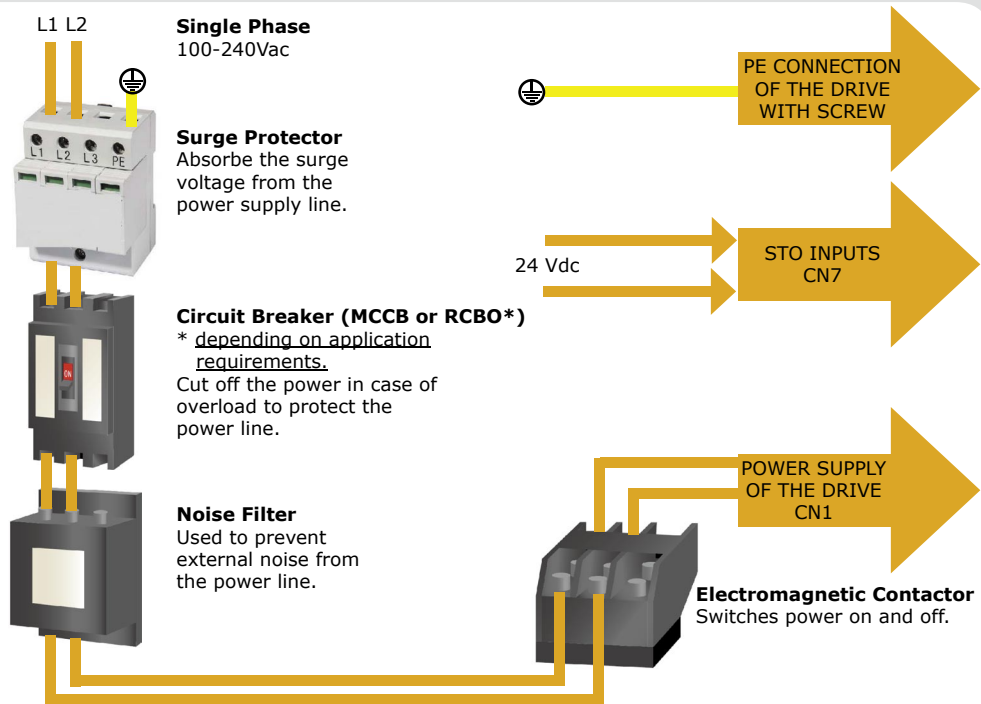 L1 L2
Single Phase
100-240Vac
L1 L2 L3 PE
Surge Protector
Absorbe the surge
voltage from the
power supply line.
ON
Circuit Breaker (MCCB or RCBO*)
* depending on application
requirements.
Cut off the power in case of
overload to protect the
power line.
Noise Filter
Used to prevent
external noise from
the power line.
PE CONNECTION
OF THE DRIVE
WITH SCREW
24 Vdc
STO INPUTS
CN7
POWER SUPPLY
OF THE DRIVE
CN1
Electromagnetic Contactor
Switches power on and off.